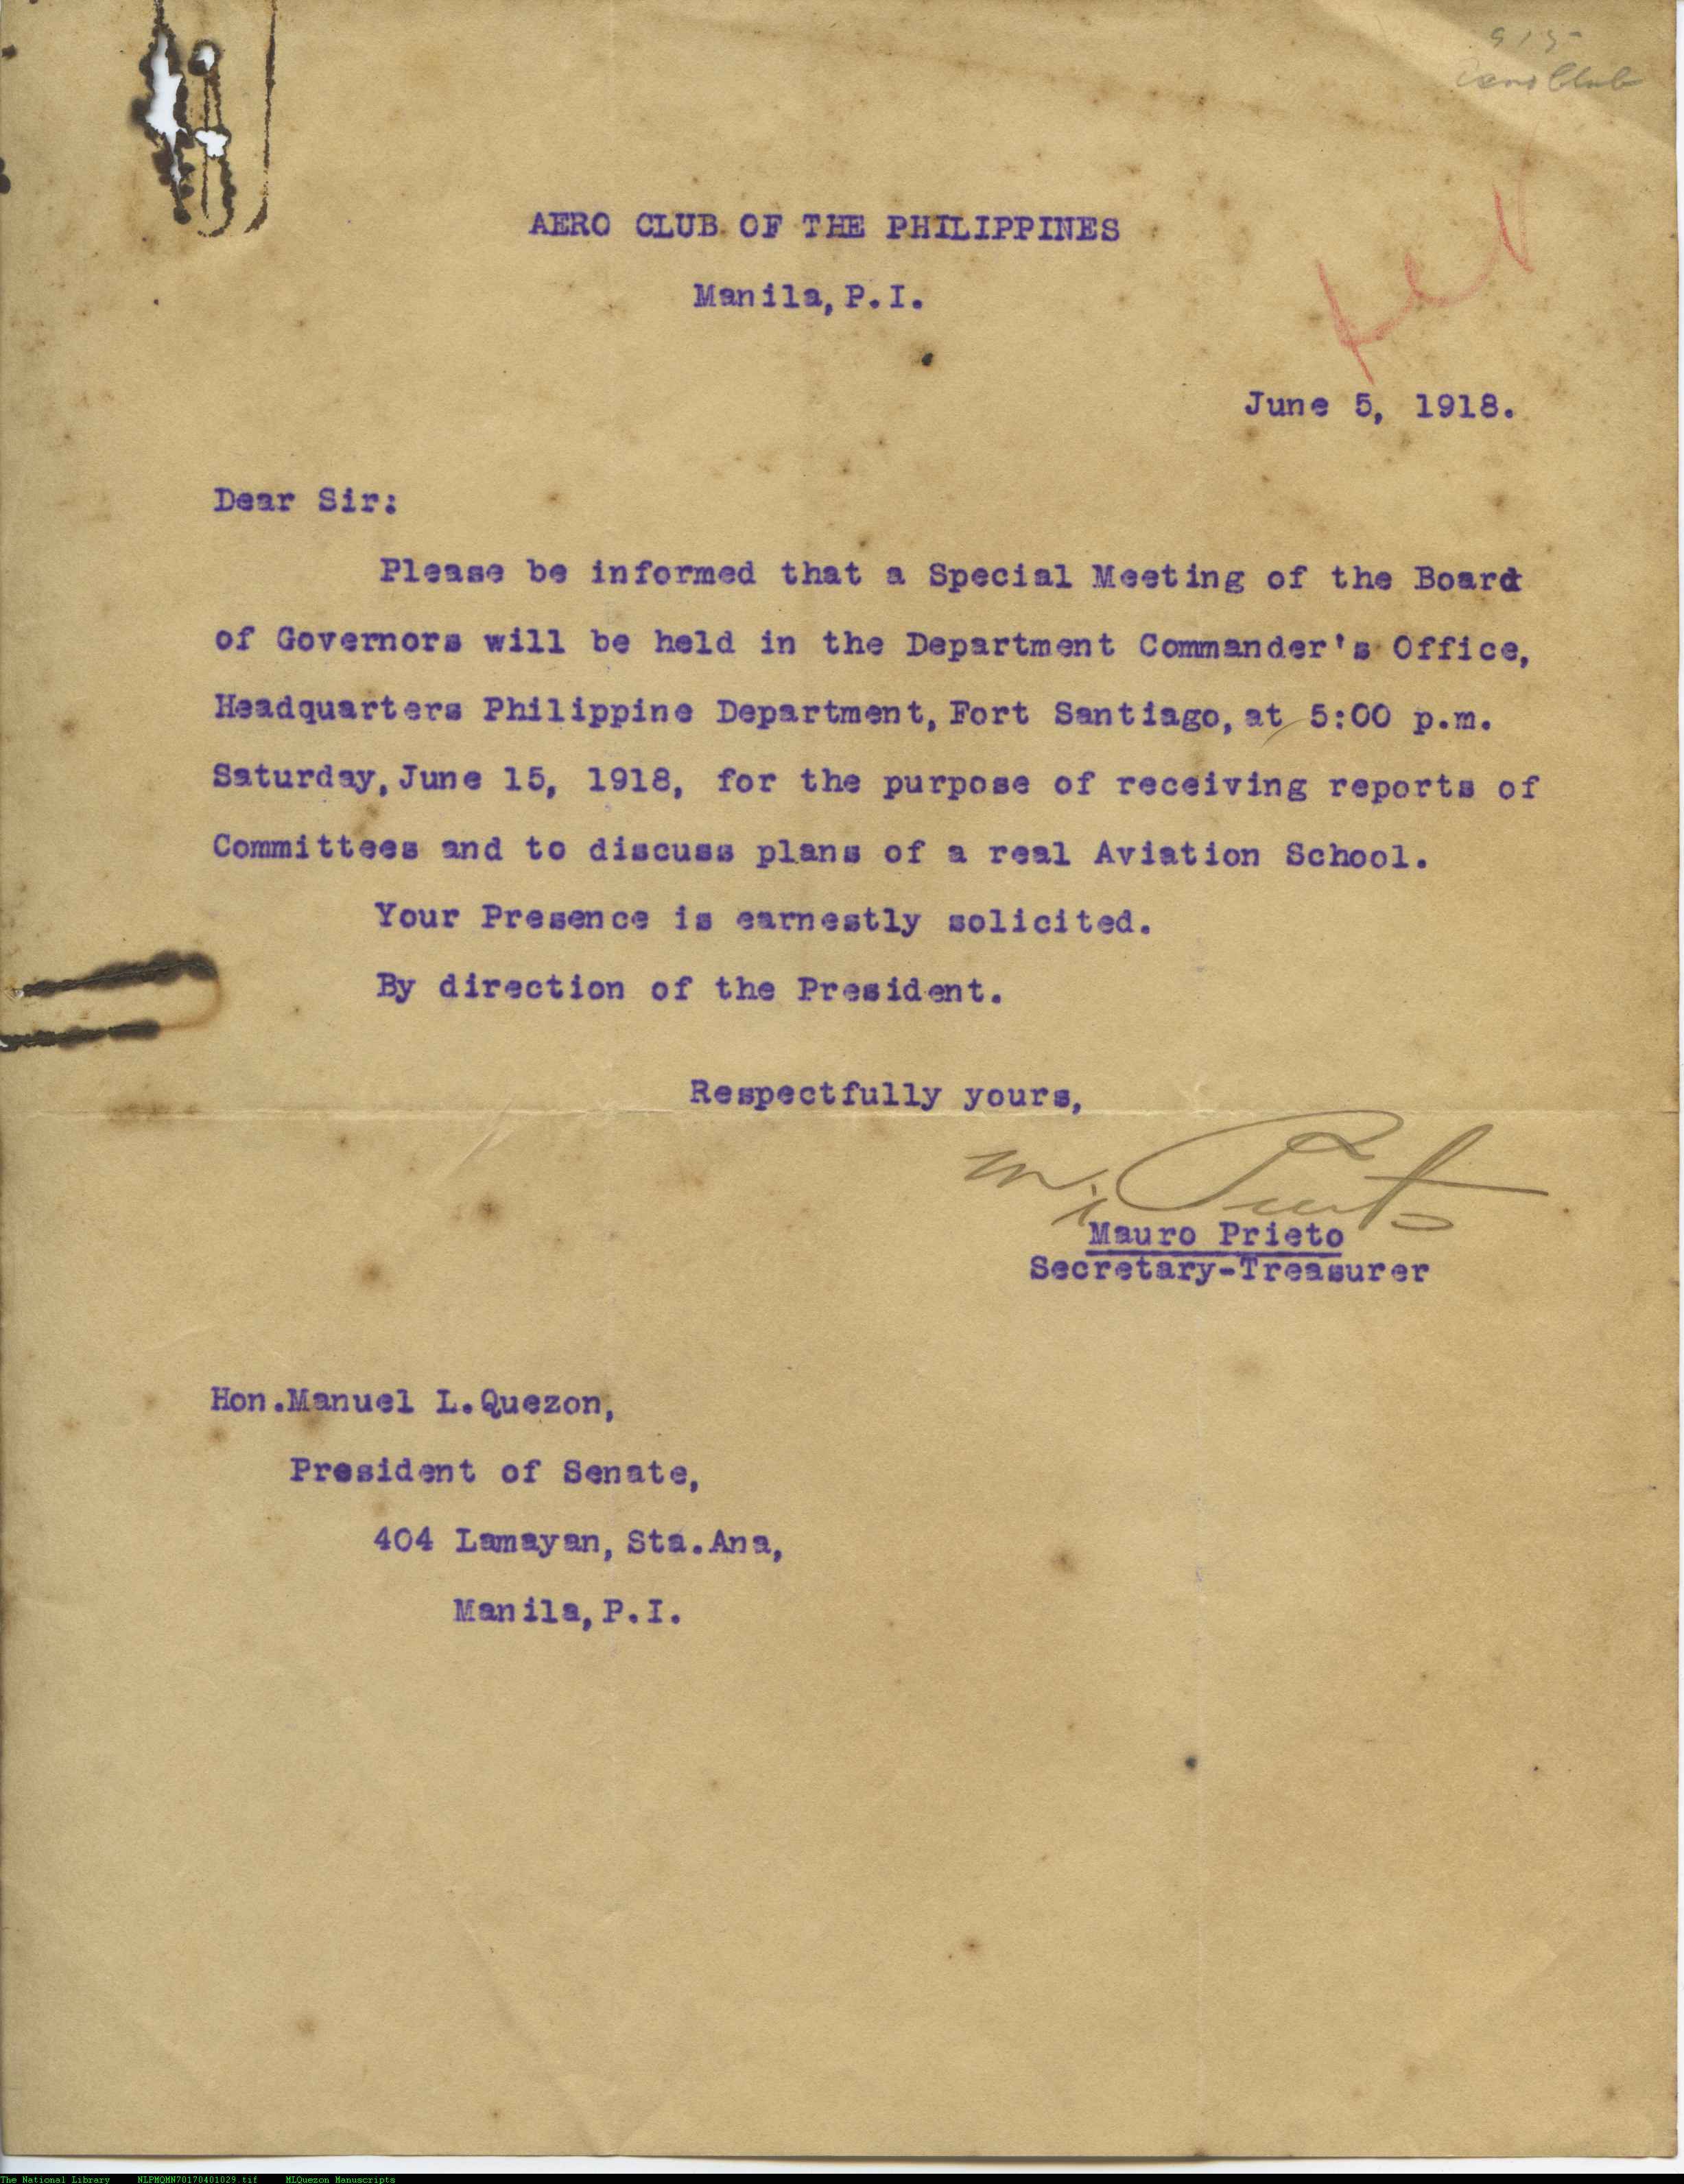 Club
AERO CLUB OF THE PHILIPPINES
Manila, P.I.
June 5, 1918.
Dear Sir:
Please be informed that a Special Meeting of the Board
of Governors will be held in the Department Commander's Office,
Headquarters Philippine Department, Fort Santiago, at 5:00 p.m.
Saturday, June 15, 1918, for the purpose of receiving reports of
Committees and to discuss plans of a real Aviation School.
Your Presence is earnestly solicited.
By direction of the President.
Respectfully yours,
M. Prieto
Mauro Prieto
Secretary-Treasurer
Hon. Manuel L. Quezon,
President of Senate,
404 Lamayan, Sta. Ana,
Manila, P.I.
The National Library NLPMQMN70170401029.tif MLQuezon Manuscripts